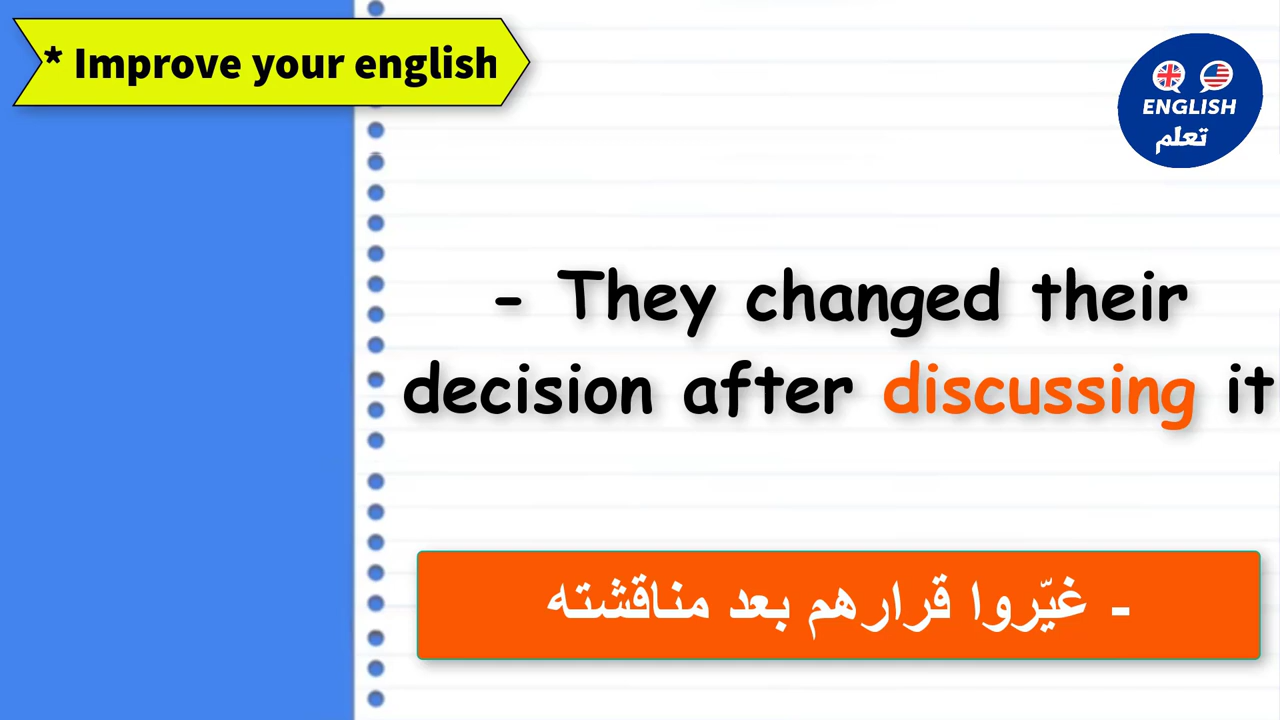 * Improve your english
ENGLISH
تعلم
- They changed their
decision after discussing it
- غيّروا قرارهم بعد مناقشته